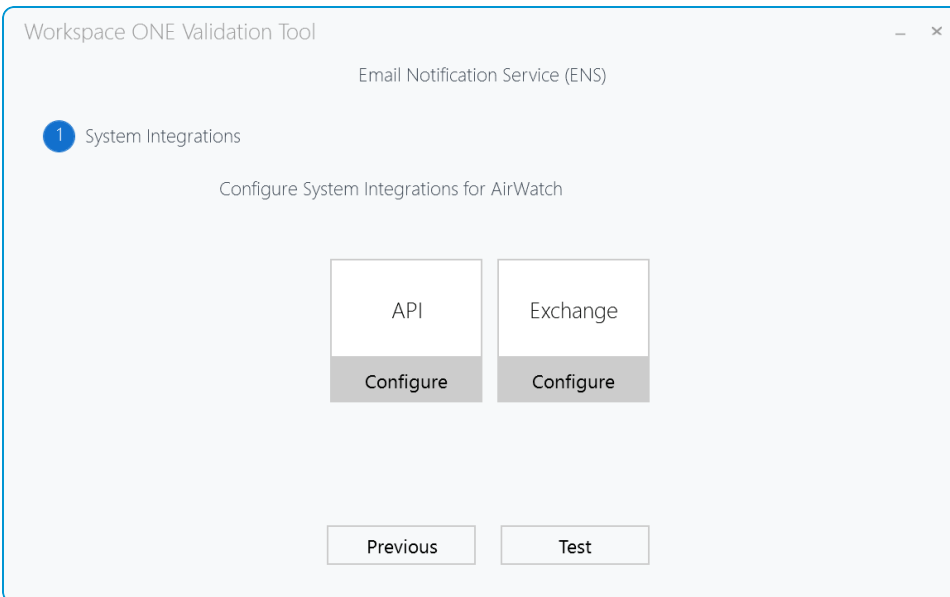 Workspace ONE Validation Tool
Email Notification Service (ENS)
1 System Integrations
Configure System Integrations for AirWatch
API Exchange
Configure Configure
Previous Test